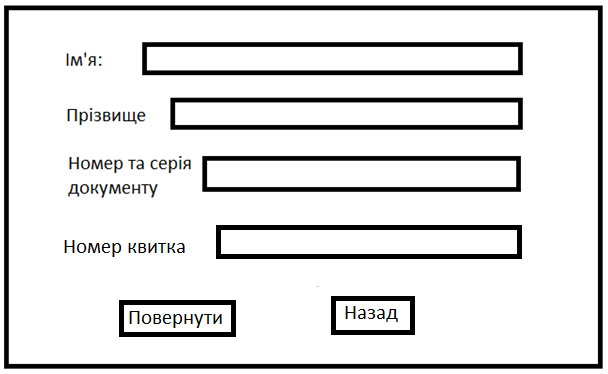 Ім'я:
Прізвище
Номер та серія
документу
Номер квитка
Повернути
Назад